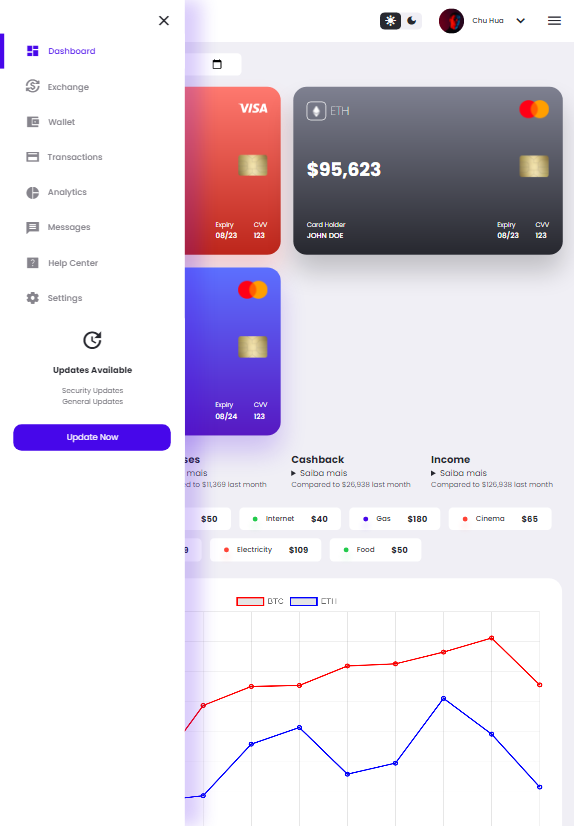 Chu Hua
Dashboard
Exchange
Wallet
Transactions
Analytics
Messages
Help Center
Settings
Updates Available
Security Updates
General Updates
Update Now
VISA
Expiry CVV
08/23 123
ETH
$95,623
Card Holder Expiry CVV
JOHN DOE 08/23 123
Expiry CVV
08/24 123
ses Cashback Income
mais Saiba mais Saiba mais
ed to $11,369 last month Compared to $26,938 last month Compared to $126,938 last month
$50 Internet $40 Gas $180 Cinema $65
9 Electricity $109 Food $50
BTC ETH